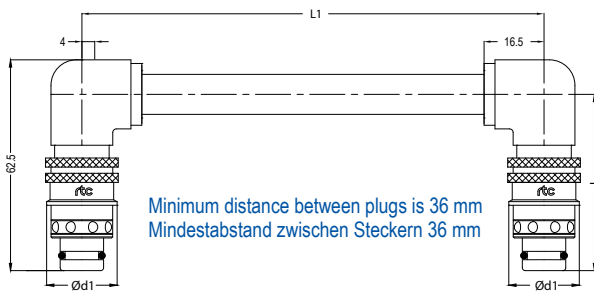 L1
4
16.5
62.5
rtc
rtc
Minimum distance between plugs is 36 mm
Mindestabstand zwischen Steckern 36 mm
Ød1
Ød1